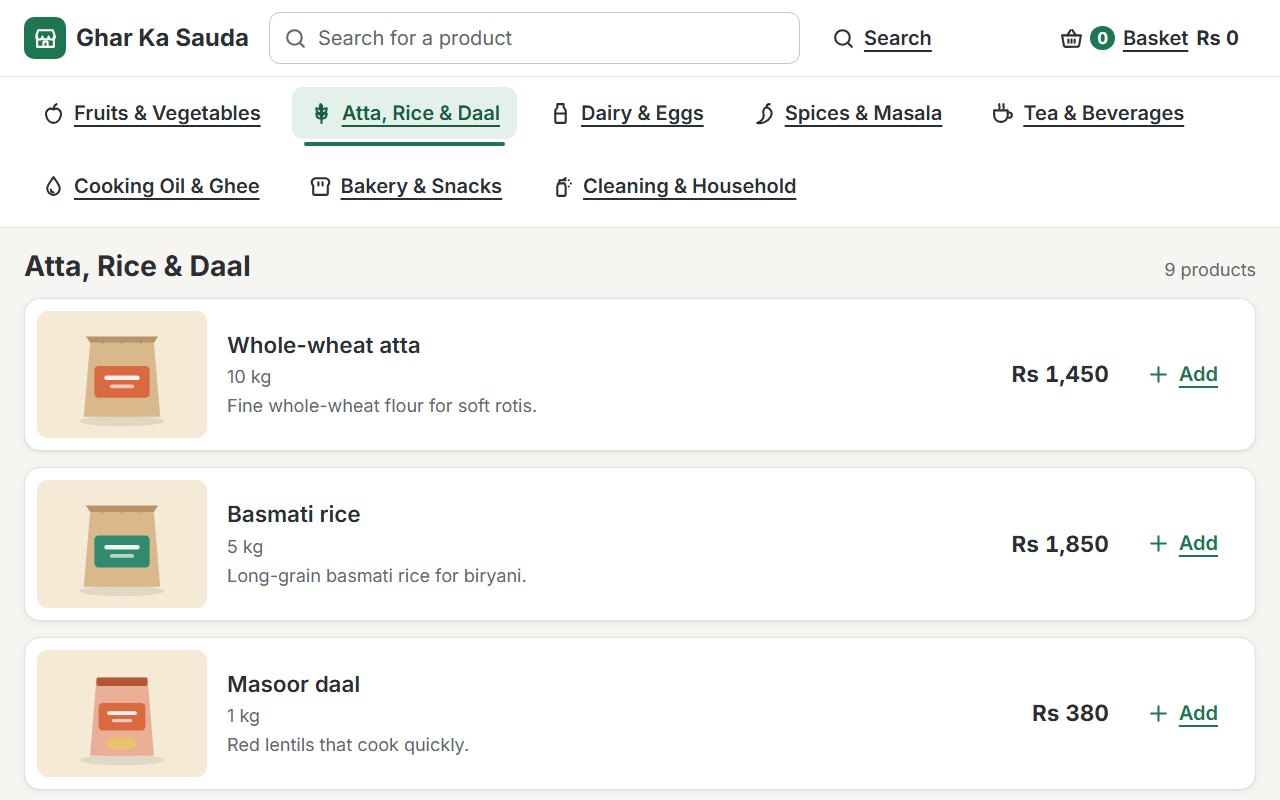 Ghar Ka Sauda
Search for a product
Search
0 Basket Rs 0
Fruits & Vegetables
Atta, Rice & Daal
Dairy & Eggs
Spices & Masala
Tea & Beverages
Cooking Oil & Ghee
Bakery & Snacks
Cleaning & Household
Atta, Rice & Daal
9 products
Whole-wheat atta
10 kg
Fine whole-wheat flour for soft rotis.
Rs 1,450
Add
Basmati rice
5 kg
Long-grain basmati rice for biryani.
Rs 1,850
Add
Masoor daal
1 kg
Red lentils that cook quickly.
Rs 380
Add